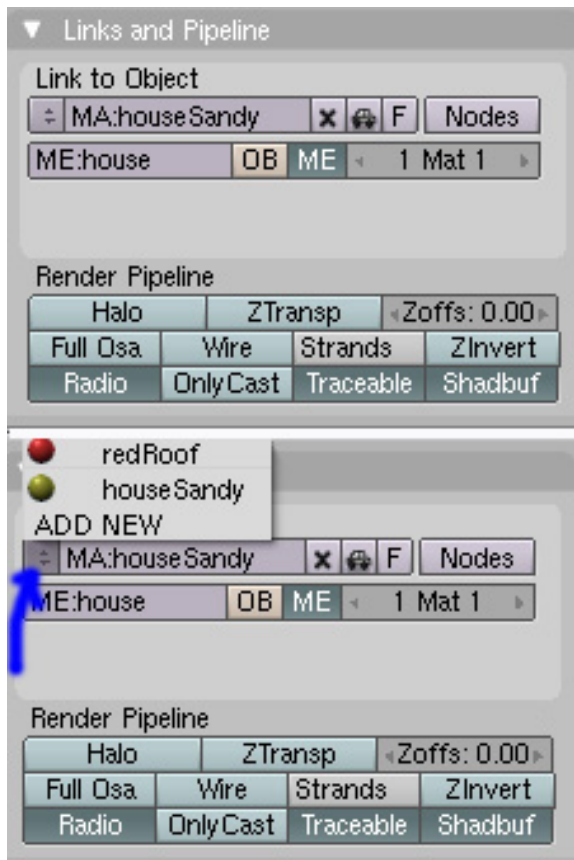 Links and Pipeline
Link to Object
MA:houseSandy F Nodes
ME:house OB ME 1 Mat 1
Render Pipeline
Halo ZTransp Zoffs: 0.00
Full Osa Wire Strands ZInvert
Radio OnlyCast Traceable Shadbuf
redRoof
houseSandy
ADD NEW
MA:houseSandy F Nodes
ME:house OB ME 1 Mat 1
Render Pipeline
Halo ZTransp Zoffs: 0.00
Full Osa Wire Strands ZInvert
Radio OnlyCast Traceable Shadbuf